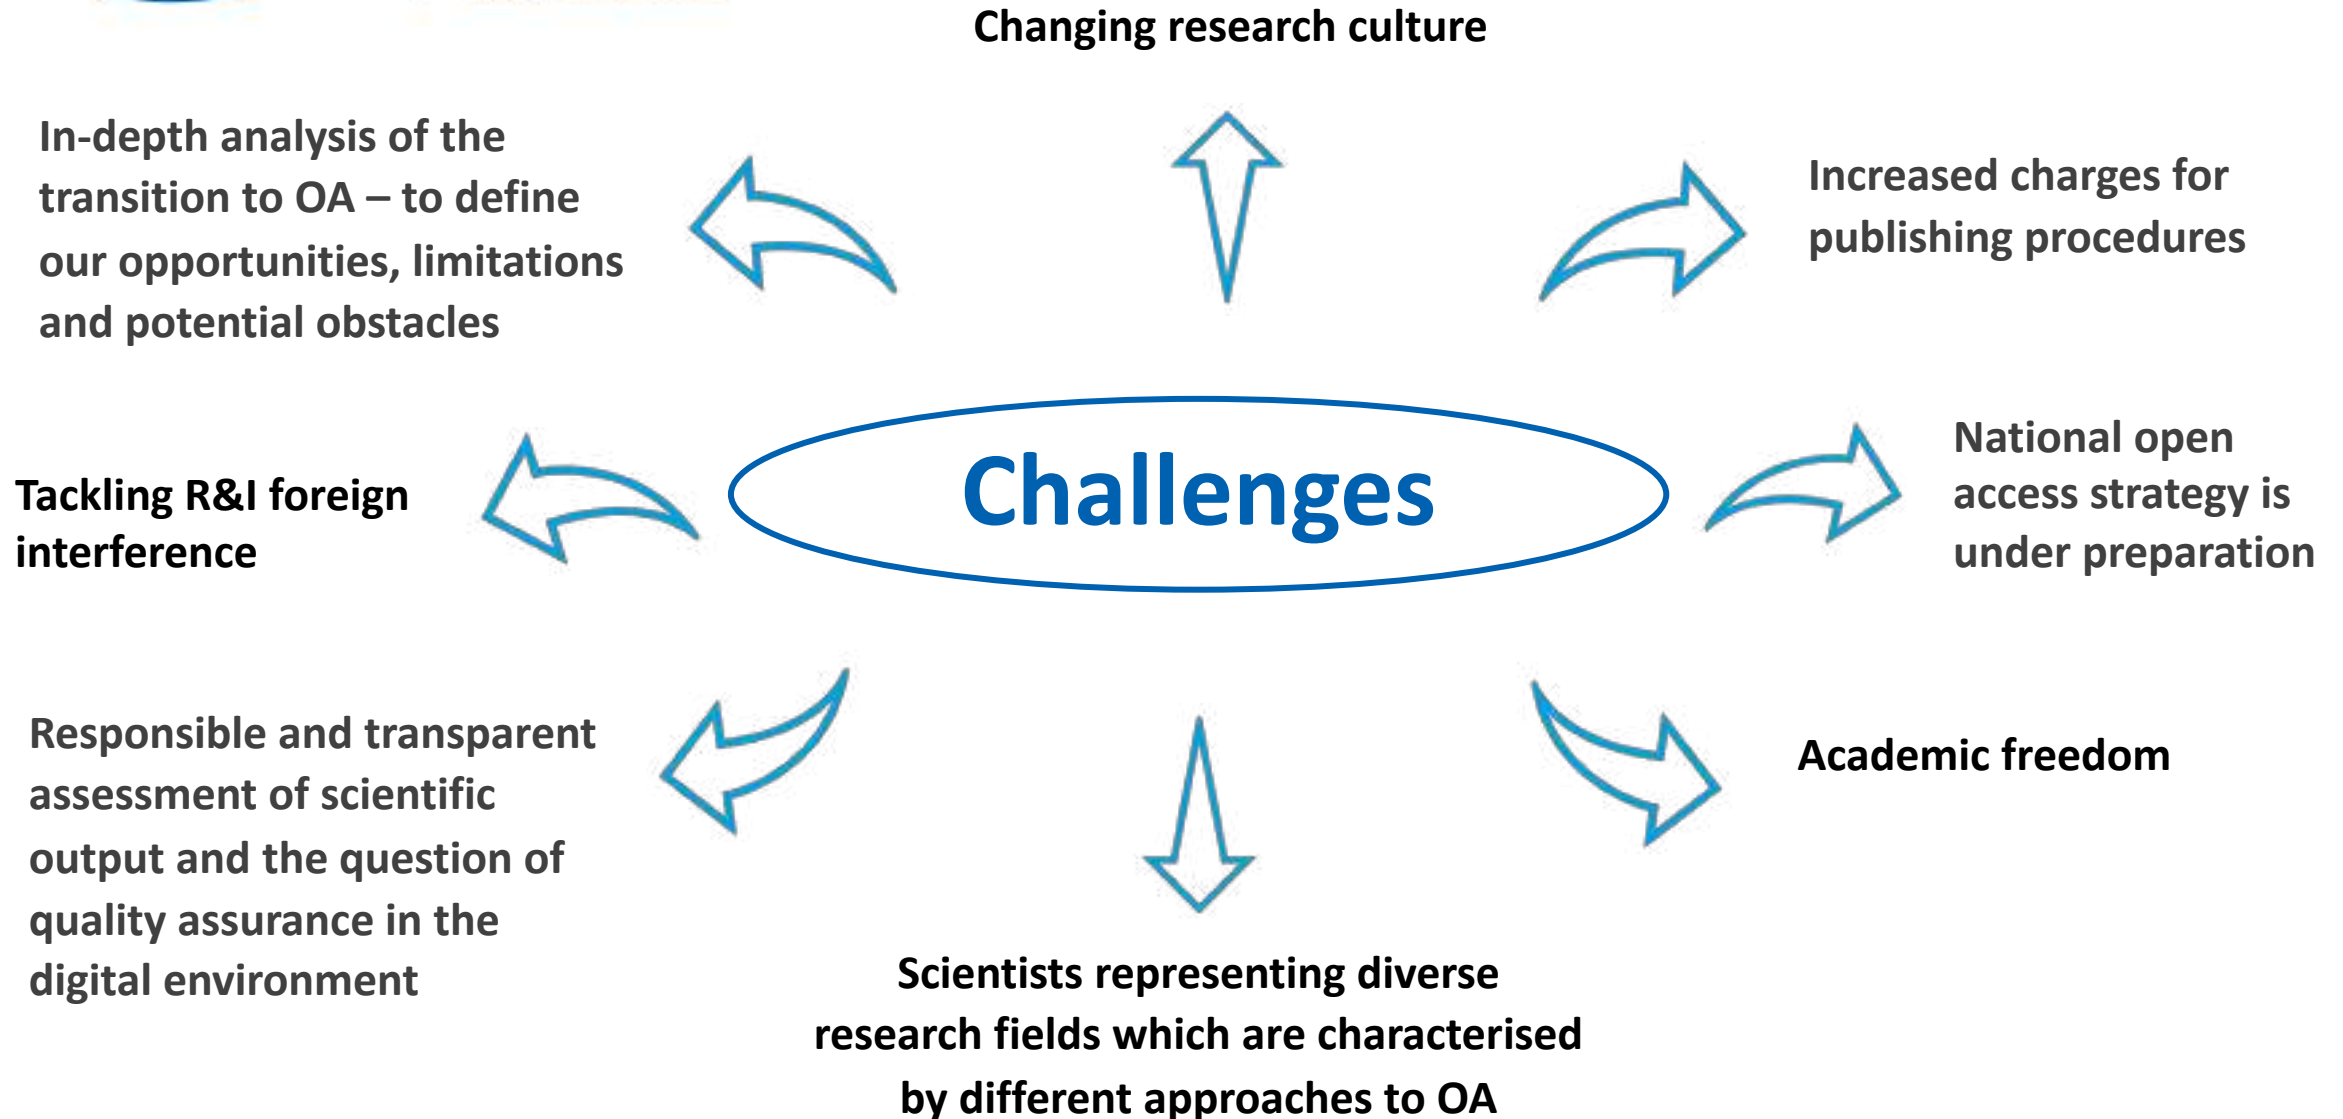 Changing research culture
In-depth analysis of the
transition to OA – to define
our opportunities, limitations
and potential obstacles
Increased charges for
publishing procedures
Challenges
National open
access strategy is
under preparation
Tackling R&I foreign
interference
Responsible and transparent
assessment of scientific
output and the question of
quality assurance in the
digital environment
Academic freedom
Scientists representing diverse
research fields which are characterised
by different approaches to OA